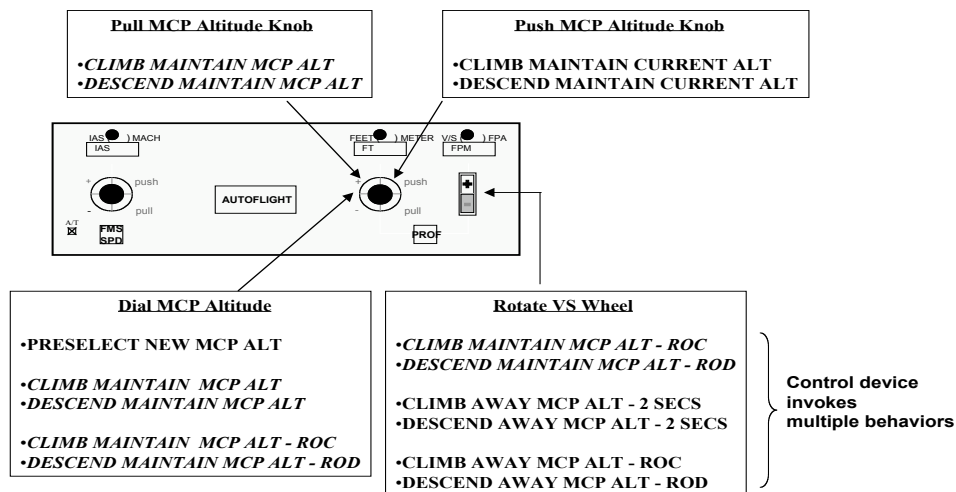 Pull MCP Altitude Knob
•CLIMB MAINTAIN MCP ALT
•DESCEND MAINTAIN MCP ALT
Push MCP Altitude Knob
•CLIMB MAINTAIN CURRENT ALT
•DESCEND MAINTAIN CURRENT ALT
IAS ( ) MACH
IAS
FEET ( ) METER
FT
V/S ( ) FPA
FPM
+
push
-
pull
A/T
FMS
SPD
AUTOFLIGHT
+
push
-
pull
PROF
+
-
Dial MCP Altitude
•PRESELECT NEW MCP ALT
•CLIMB MAINTAIN MCP ALT
•DESCEND MAINTAIN MCP ALT
•CLIMB MAINTAIN MCP ALT - ROC
•DESCEND MAINTAIN MCP ALT - ROD
Rotate VS Wheel
•CLIMB MAINTAIN MCP ALT - ROC
•DESCEND MAINTAIN MCP ALT - ROD
•CLIMB AWAY MCP ALT - 2 SECS
•DESCEND AWAY MCP ALT - 2 SECS
•CLIMB AWAY MCP ALT - ROC
•DESCEND AWAY MCP ALT - ROD
Control device
invokes
multiple behaviors